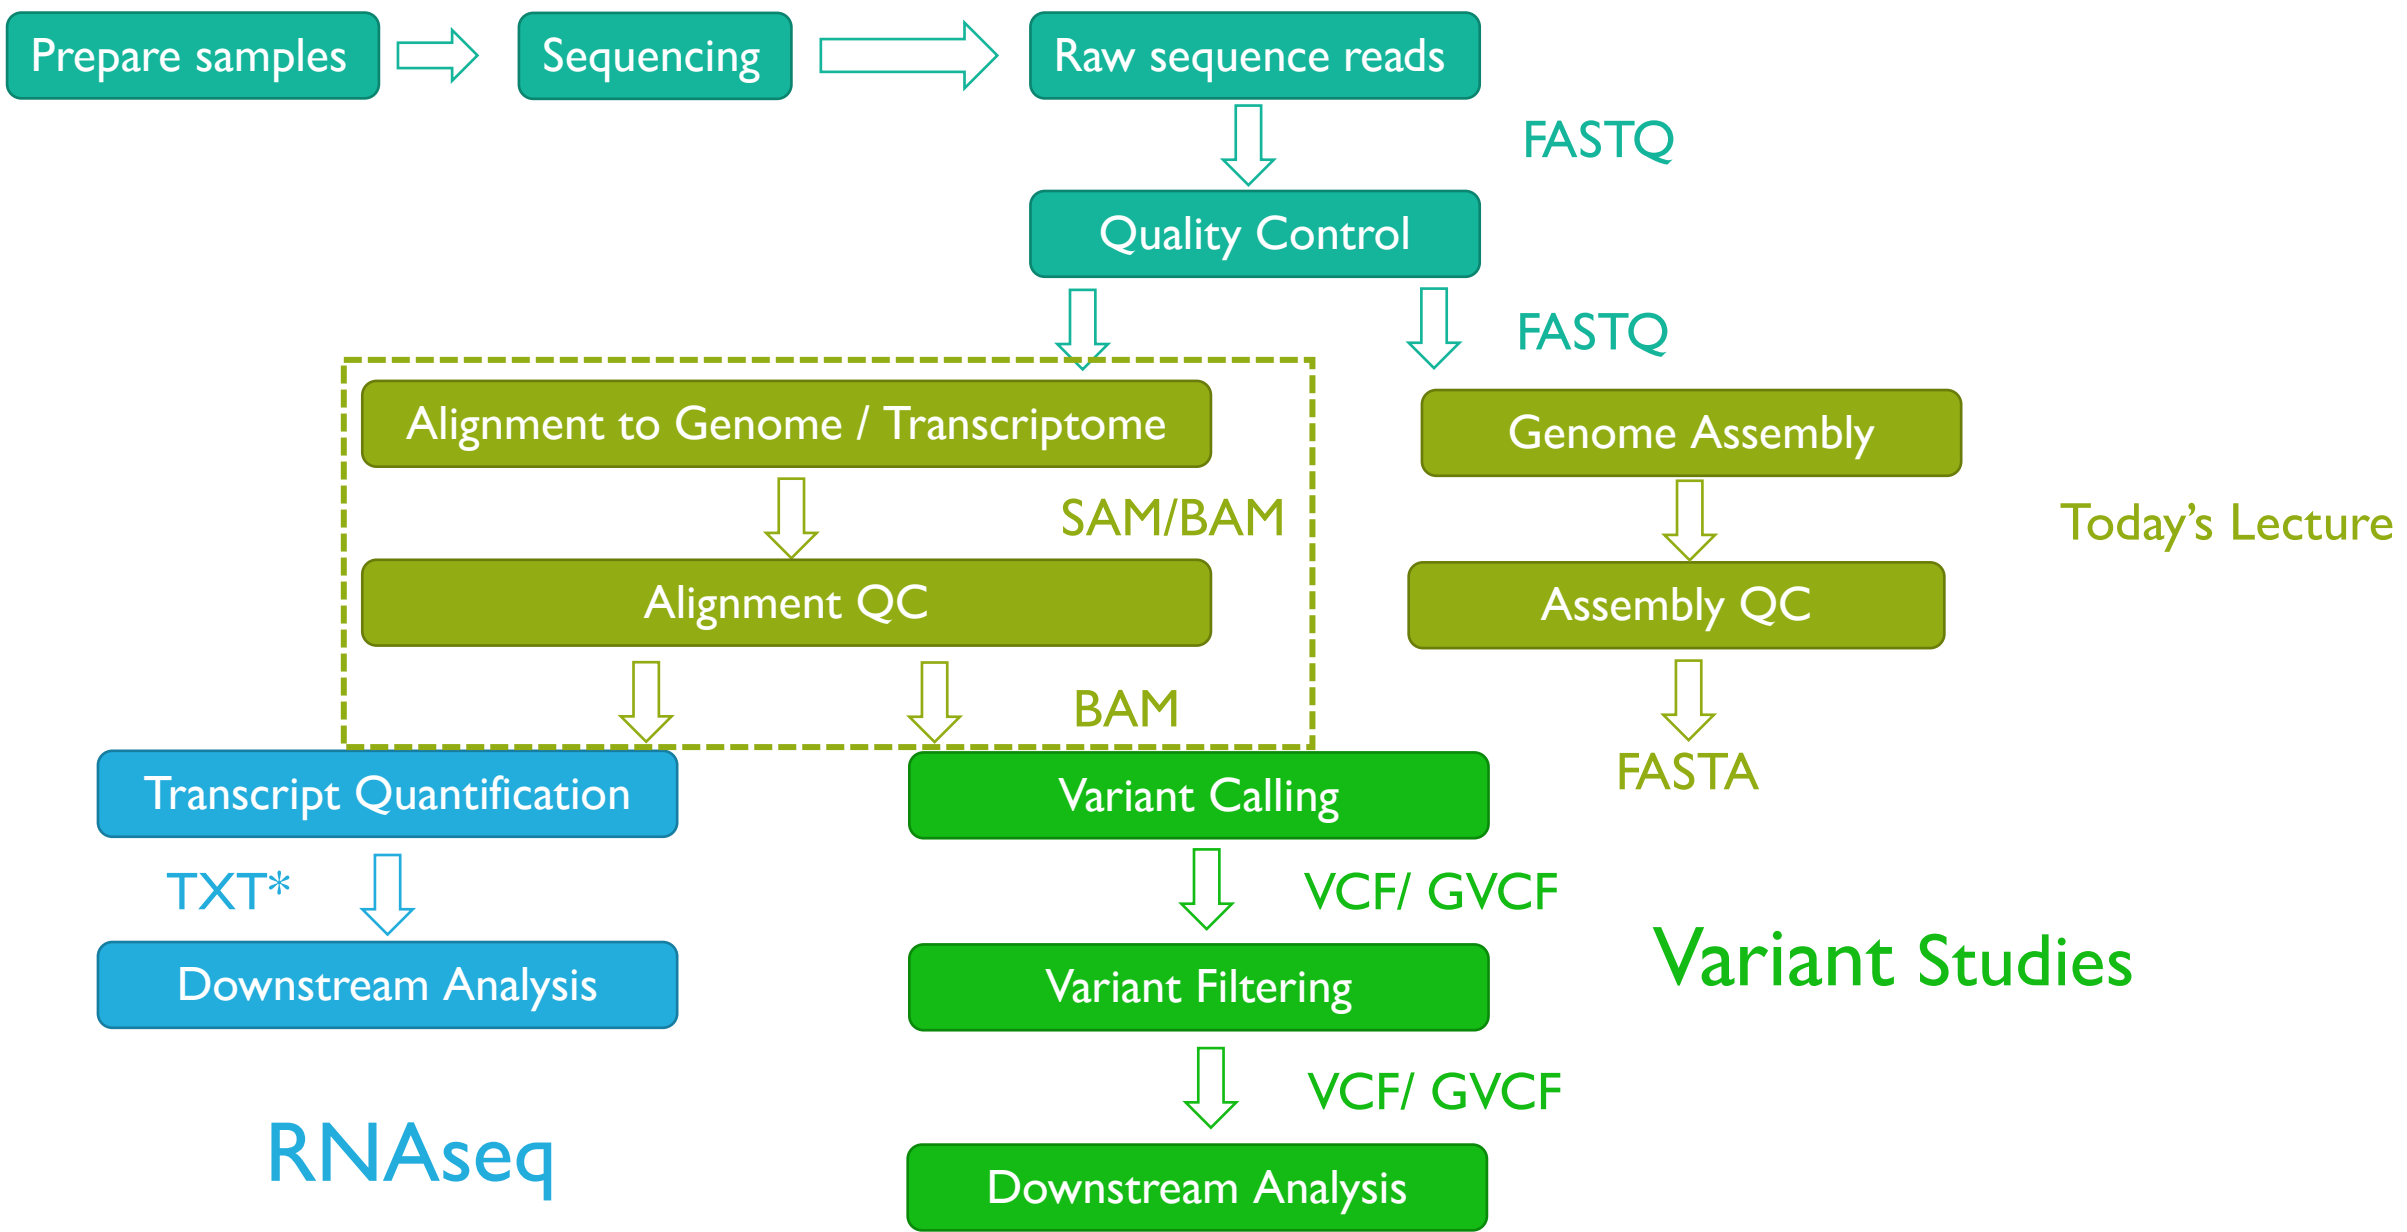 Prepare samples
Sequencing
Raw sequence reads
FASTQ
Quality Control
FASTQ
Alignment to Genome / Transcriptome
Genome Assembly
SAM/BAM
Today’s Lecture
Alignment QC
Assembly QC
BAM
FASTA
Transcript Quantification
Variant Calling
TXT*
VCF/ GVCF
Variant Studies
Downstream Analysis
Variant Filtering
VCF/ GVCF
RNAseq
Downstream Analysis